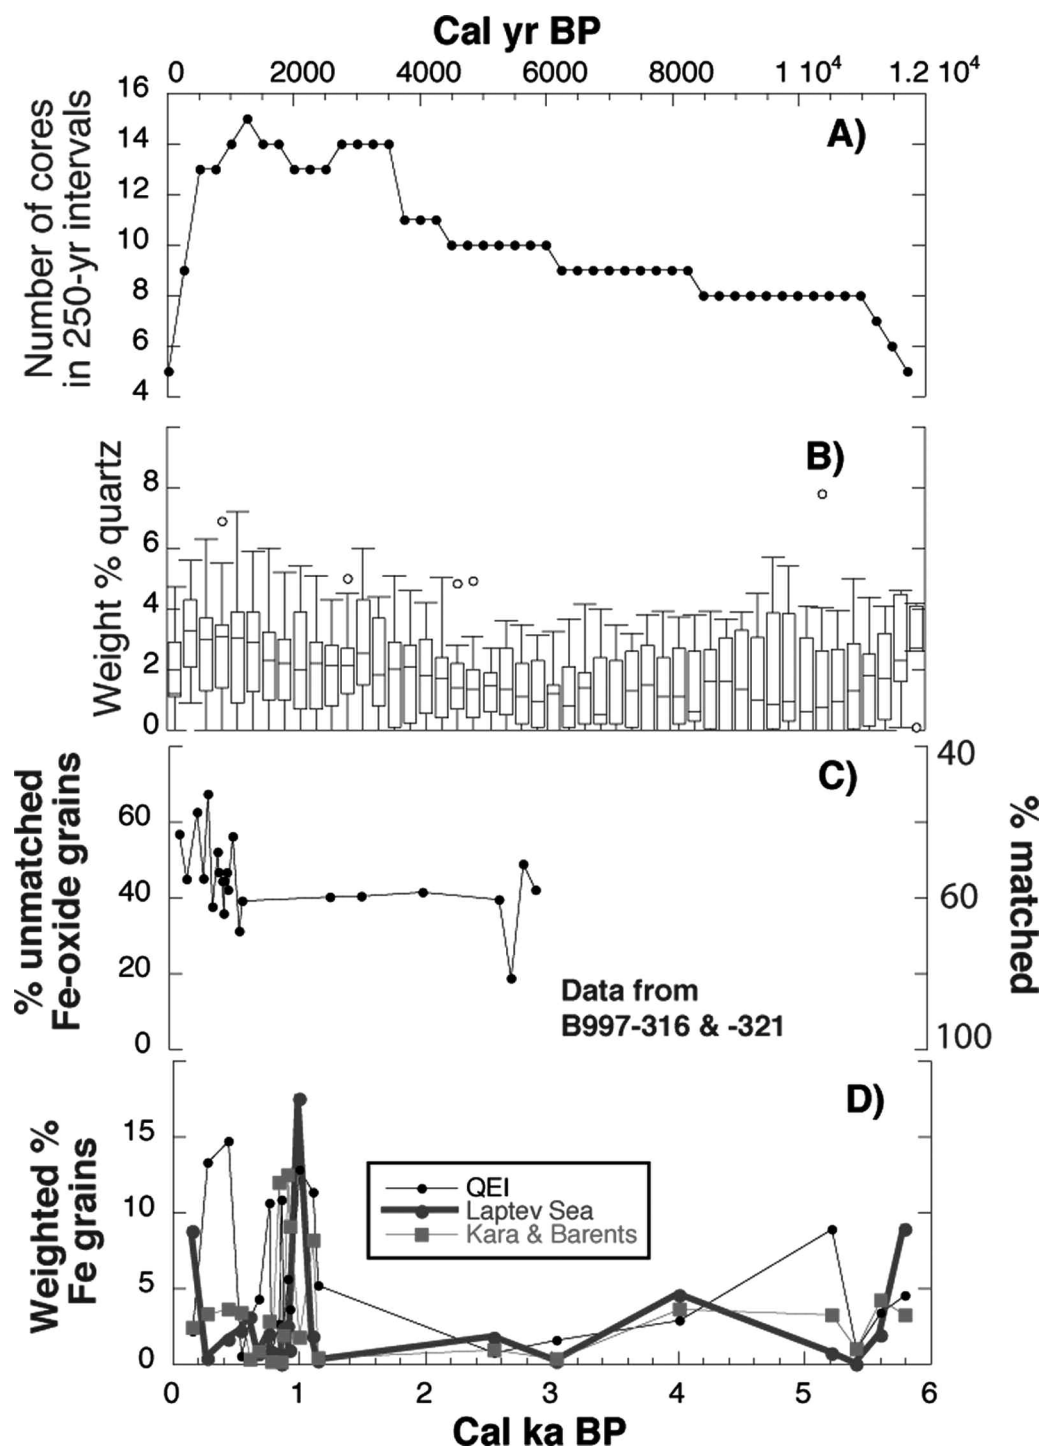 Cal yr BP
0 2000 4000 6000 8000 1 10⁴ 1.2 10⁴
Number of cores
in 250-yr intervals
16
14
12
10
8
6
4
A)
Weight % quartz
8
6
4
2
0
B)
% unmatched
Fe-oxide grains
60
40
20
0
C)
Data from
B997-316 & -321
40
60
100
% matched
Weighted %
Fe grains
15
10
5
0
D)
QEI
Laptev Sea
Kara & Barents
0 1 2 3 4 5 6
Cal ka BP